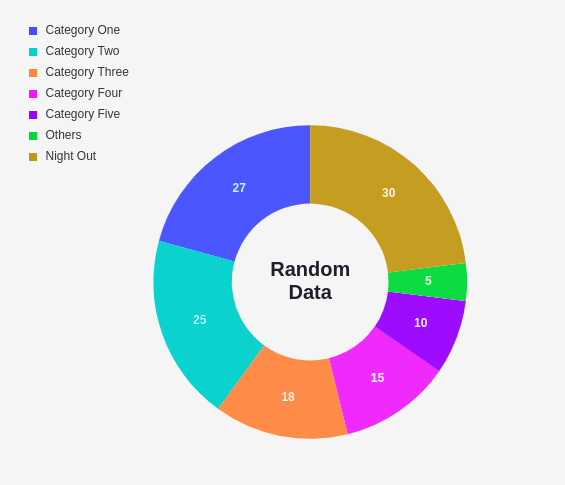 Category One
Category Two
Category Three
Category Four
Category Five
Others
Night Out
27
30
5
10
15
18
25
Random
Data